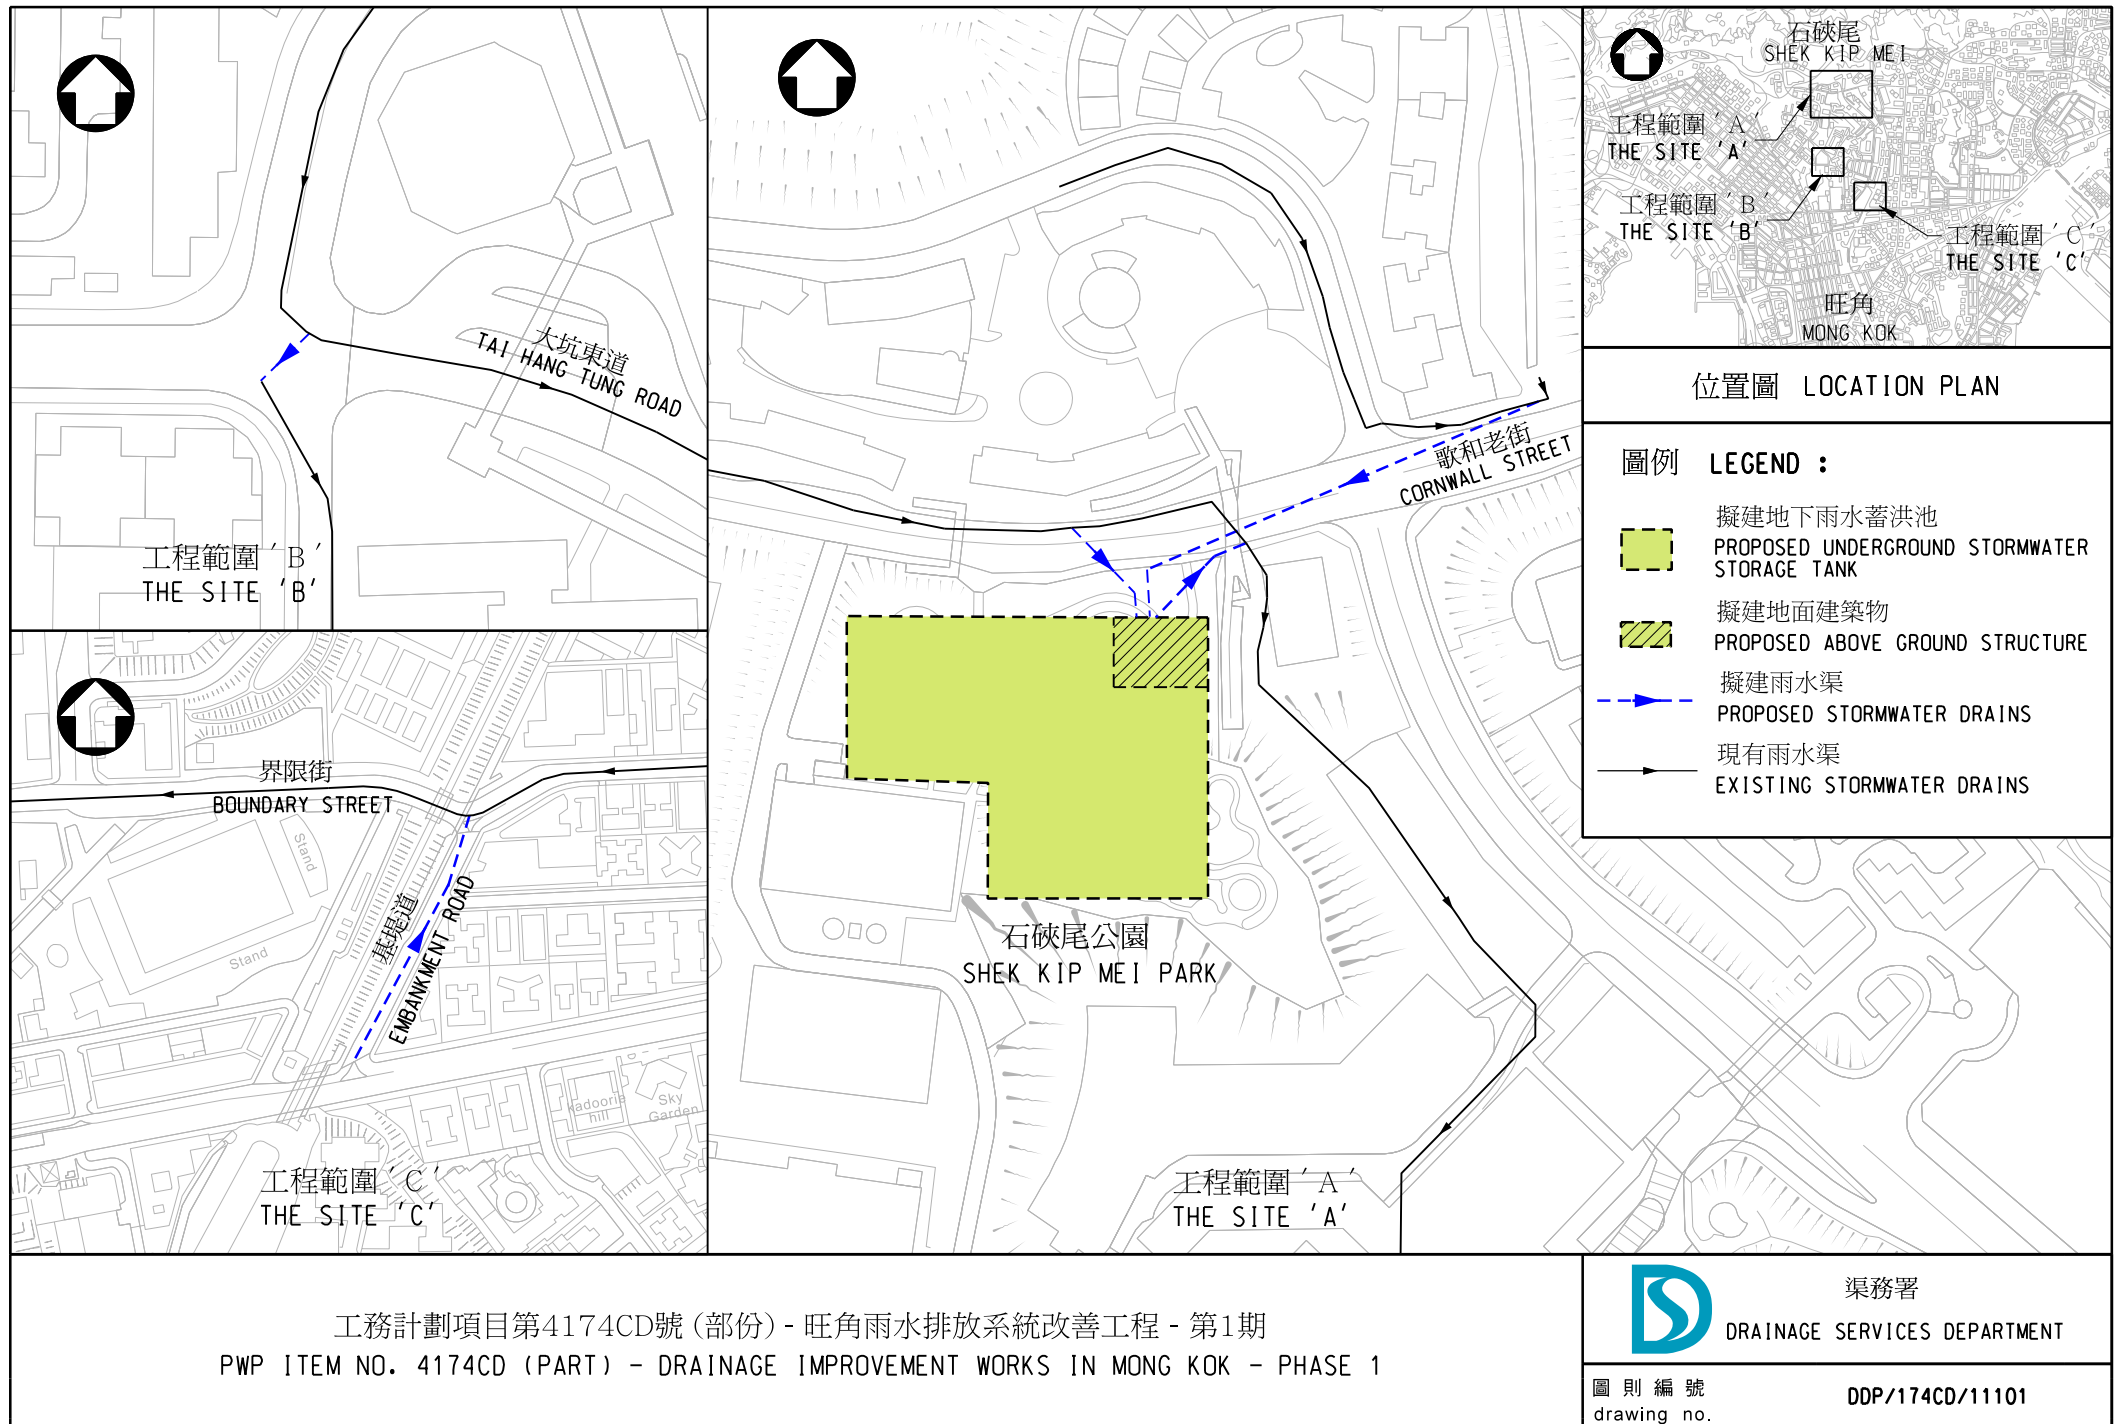 大坑東道
TAI HANG TUNG ROAD
工程範圍 'B'
THE SITE 'B'
界限街
BOUNDARY STREET
Stand
Stand
基堤道
EMBANKMENT ROAD
kadoorie
hill
Sky
Garden
工程範圍 'C'
THE SITE 'C'
歌和老街
CORNWALL STREET
石硤尾公園
SHEK KIP MEI PARK
工程範圍 'A'
THE SITE 'A'
石硤尾
SHEK KIP MEI
工程範圍 'A'
THE SITE 'A'
工程範圍 'B'
THE SITE 'B'
工程範圍 'C'
THE SITE 'C'
旺角
MONG KOK
位置圖 LOCATION PLAN
圖例 LEGEND :
擬建地下雨水蓄洪池
PROPOSED UNDERGROUND STORMWATER
STORAGE TANK
擬建地面建築物
PROPOSED ABOVE GROUND STRUCTURE
擬建雨水渠
PROPOSED STORMWATER DRAINS
現有雨水渠
EXISTING STORMWATER DRAINS
工務計劃項目第4174CD號 (部份) - 旺角雨水排放系統改善工程 - 第1期
PWP ITEM NO. 4174CD (PART) - DRAINAGE IMPROVEMENT WORKS IN MONG KOK - PHASE 1
渠務署
DRAINAGE SERVICES DEPARTMENT
圖則編號
drawing no.
DDP/174CD/11101